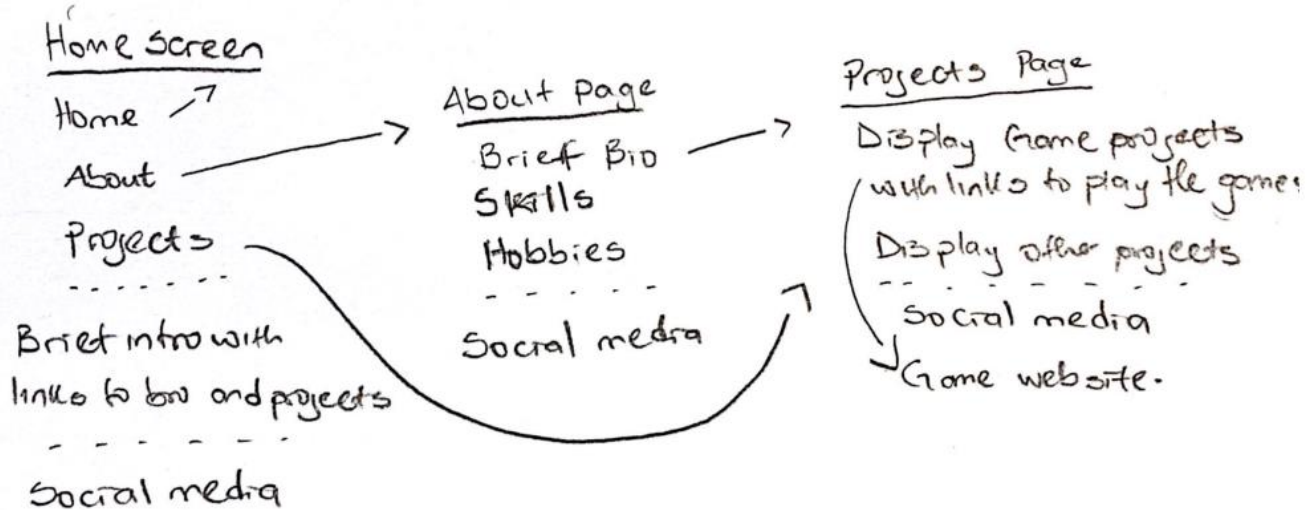 Home screen
Home
About
Projects
Brief intro with
links to bio and projects
Social media
About page
Brief Bio
Skills
Hobbies
Social media
Projects Page
Display Game projects
with links to play the games
Display other projects
Social media
Game website.